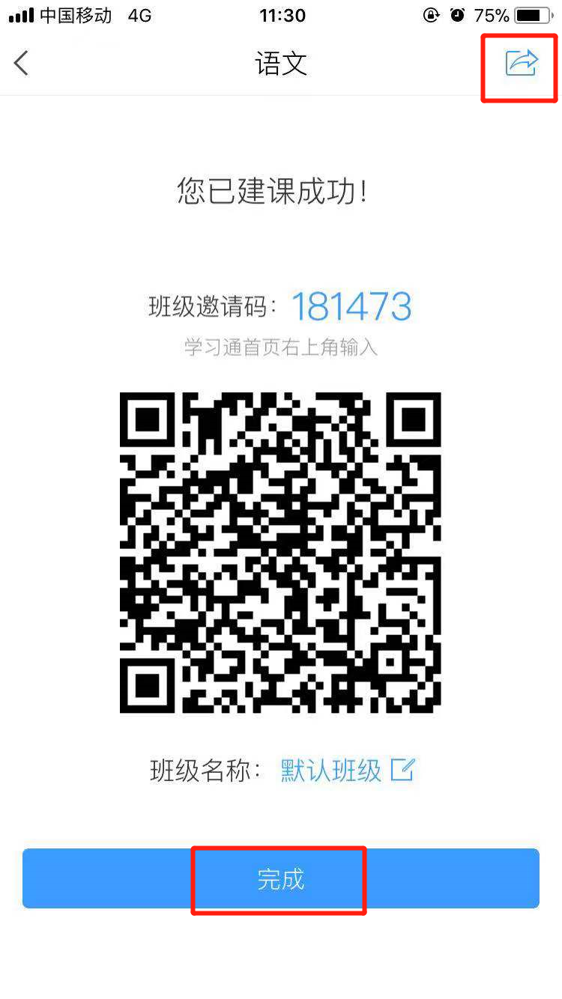 中国移动 4G 11:30 75%
语文
您已建课成功！
班级邀请码：181473
学习通首页右上角输入
班级名称：默认班级
完成